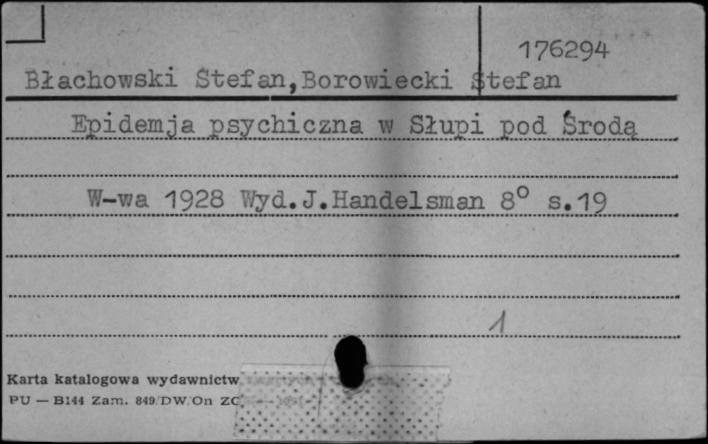 176294
Błachowski Stefan, Borowiecki Stefan
Epidemja psychiczna w Słupi pod Środą
W-wa 1928 Wyd.J.Handelsman 8° s.19
1
Karta katalogowa wydawnictw
PU — B144 Zam. 849/DW/On